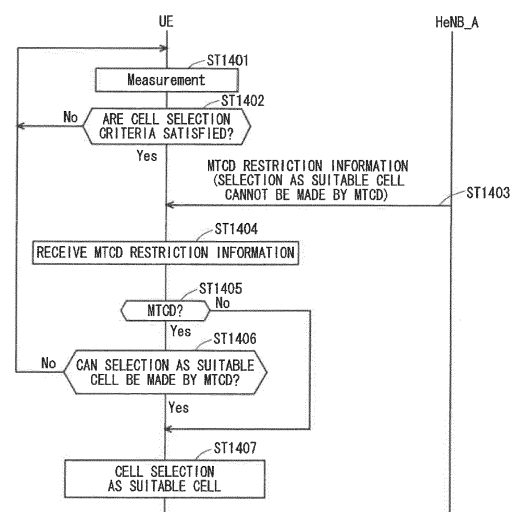 UE
HeNB_A
ST1401
Measurement
ST1402
No
ARE CELL SELECTION
CRITERIA SATISFIED?
Yes
MTCD RESTRICTION INFORMATION
(SELECTION AS SUITABLE CELL
CANNOT BE MADE BY MTCD)
ST1403
ST1404
RECEIVE MTCD RESTRICTION INFORMATION
ST1405
MTCD?
No
Yes
ST1406
No
CAN SELECTION AS SUITABLE
CELL BE MADE BY MTCD?
Yes
ST1407
CELL SELECTION
AS SUITABLE CELL